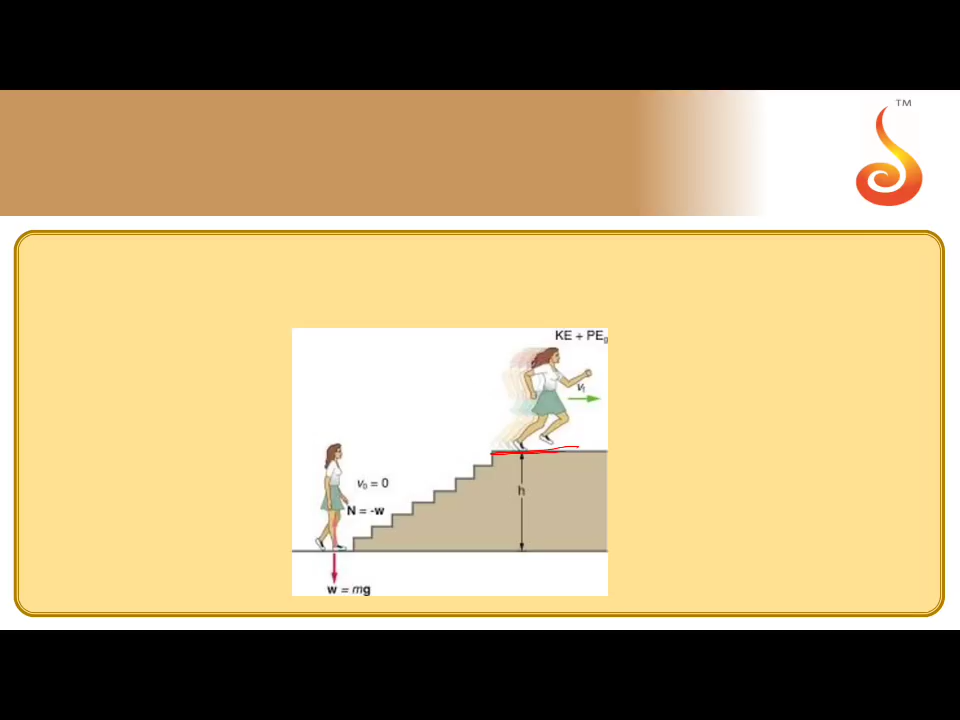 TM
KE + PEg
vf
v0 = 0
N = -w
h
w = mg